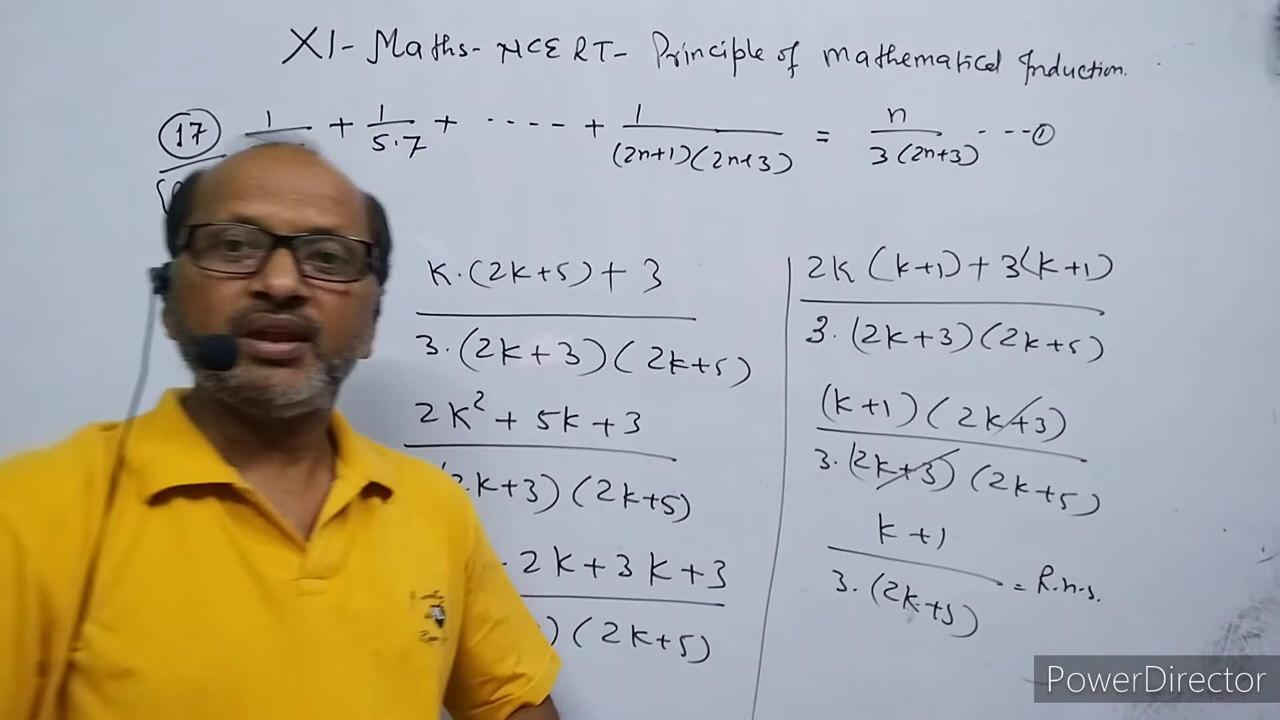 XI- Maths- NCERT- Principle of mathematical Induction.
17 1 + 1/5.7 + ---- + 1/(2n+1)(2n+3) = n/3(2n+3) ---①
k.(2k+5)+3
3.(2k+3)(2k+5)
2k²+5k+3
2k+3)(2k+5)
2k+3k+3
)(2k+5)
2k(k+1)+3(k+1)
3.(2k+3)(2k+5)
(k+1)(2k+3)
3.(2k+3)(2k+5)
k+1
3.(2k+5) = R.H.S.
PowerDirector